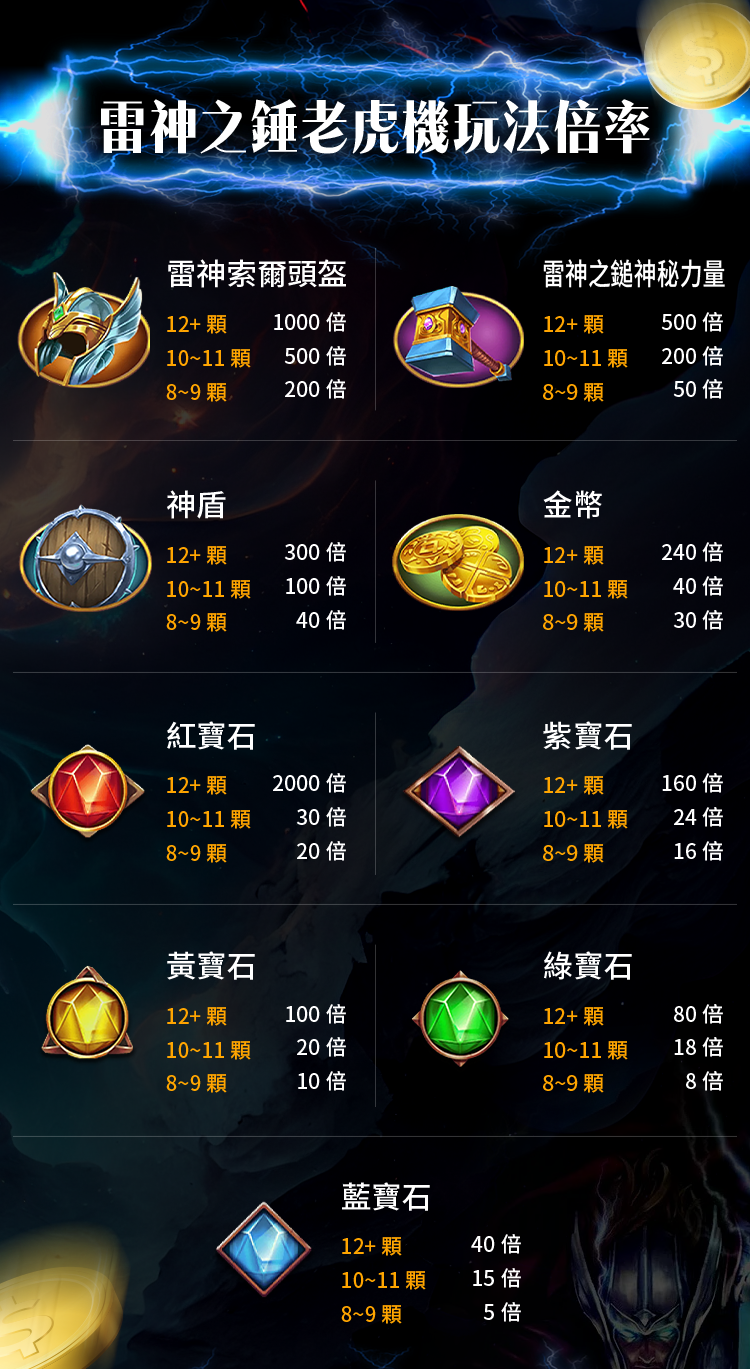 雷神之錘老虎機玩法倍率
雷神索爾頭盔
12+ 顆 1000 倍
10~11 顆 500 倍
8~9 顆 200 倍
雷神之鎚神秘力量
12+ 顆 500 倍
10~11 顆 200 倍
8~9 顆 50 倍
神盾
12+ 顆 300 倍
10~11 顆 100 倍
8~9 顆 40 倍
金幣
12+ 顆 240 倍
10~11 顆 40 倍
8~9 顆 30 倍
紅寶石
12+ 顆 2000 倍
10~11 顆 30 倍
8~9 顆 20 倍
紫寶石
12+ 顆 160 倍
10~11 顆 24 倍
8~9 顆 16 倍
黃寶石
12+ 顆 100 倍
10~11 顆 20 倍
8~9 顆 10 倍
綠寶石
12+ 顆 80 倍
10~11 顆 18 倍
8~9 顆 8 倍
藍寶石
12+ 顆 40 倍
10~11 顆 15 倍
8~9 顆 5 倍